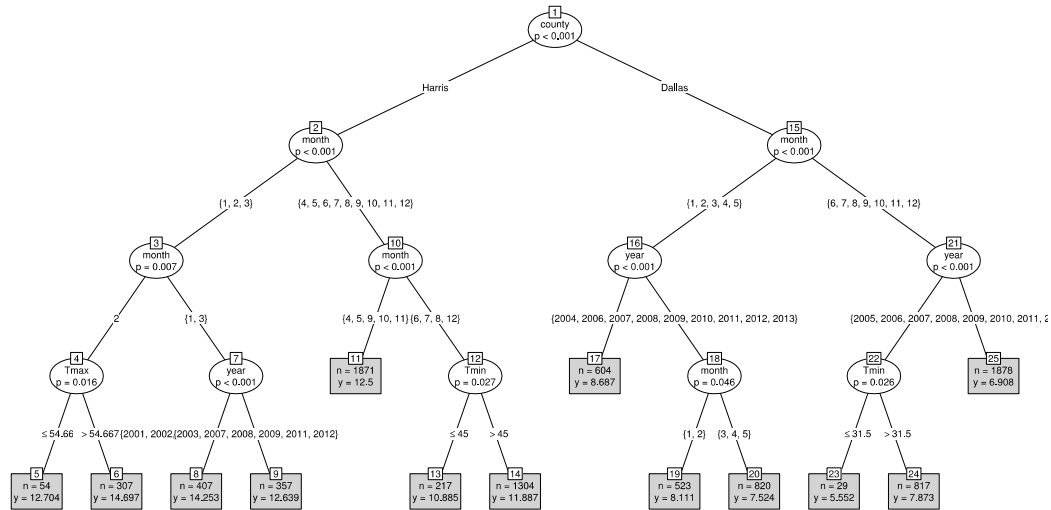 1
county
p < 0.001
Harris
Dallas
2
month
p < 0.001
15
month
p < 0.001
{1, 2, 3}
{4, 5, 6, 7, 8, 9, 10, 11, 12}
{1, 2, 3, 4, 5}
{6, 7, 8, 9, 10, 11, 12}
3
month
p = 0.007
10
month
p < 0.001
16
year
p < 0.001
21
year
p < 0.001
2
{1, 3}
{4, 5, 9, 10, 11}
{6, 7, 8, 12}
{2004, 2006, 2007, 2008, 2009, 2010, 2011, 2012, 2013}
{2005, 2006, 2007, 2008, 2009, 2010, 2011, 2
4
Tmax
p = 0.016
7
year
p < 0.001
11
n = 1871
y = 12.5
12
Tmin
p = 0.027
17
n = 604
y = 8.687
18
month
p = 0.046
22
Tmin
p = 0.026
25
n = 1878
y = 6.908
≤ 54.66
> 54.667
{2001, 2002,
{2003, 2007, 2008, 2009, 2011, 2012}
≤ 45
> 45
{1, 2}
{3, 4, 5}
≤ 31.5
> 31.5
5
n = 54
y = 12.704
6
n = 307
y = 14.697
8
n = 407
y = 14.253
9
n = 357
y = 12.639
13
n = 217
y = 10.885
14
n = 1304
y = 11.887
19
n = 523
y = 8.111
20
n = 820
y = 7.524
23
n = 29
y = 5.552
24
n = 817
y = 7.873